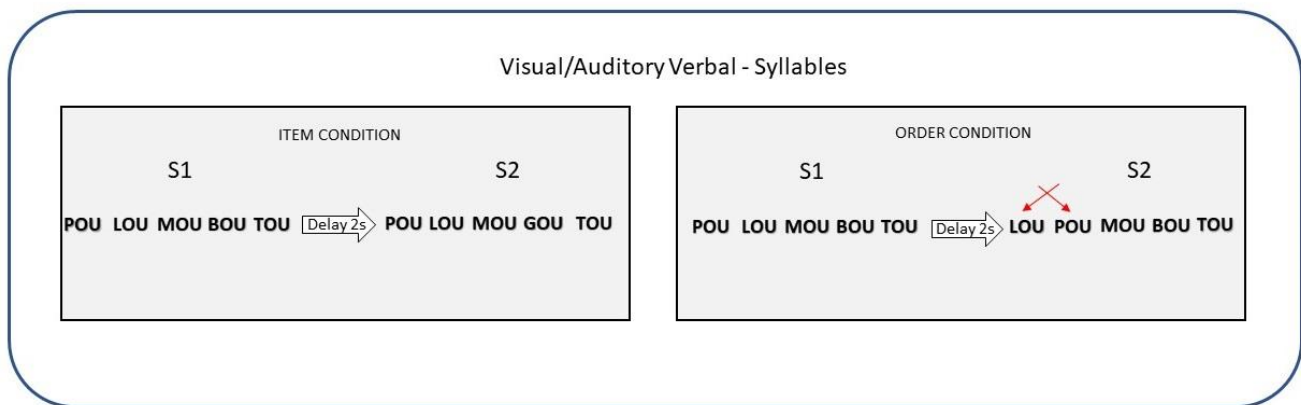 Visual/Auditory Verbal - Syllables
ITEM CONDITION
S1 S2
POU LOU MOU BOU TOU Delay 2s POU LOU MOU GOU TOU
ORDER CONDITION
S1 S2
POU LOU MOU BOU TOU Delay 2s LOU POU MOU BOU TOU